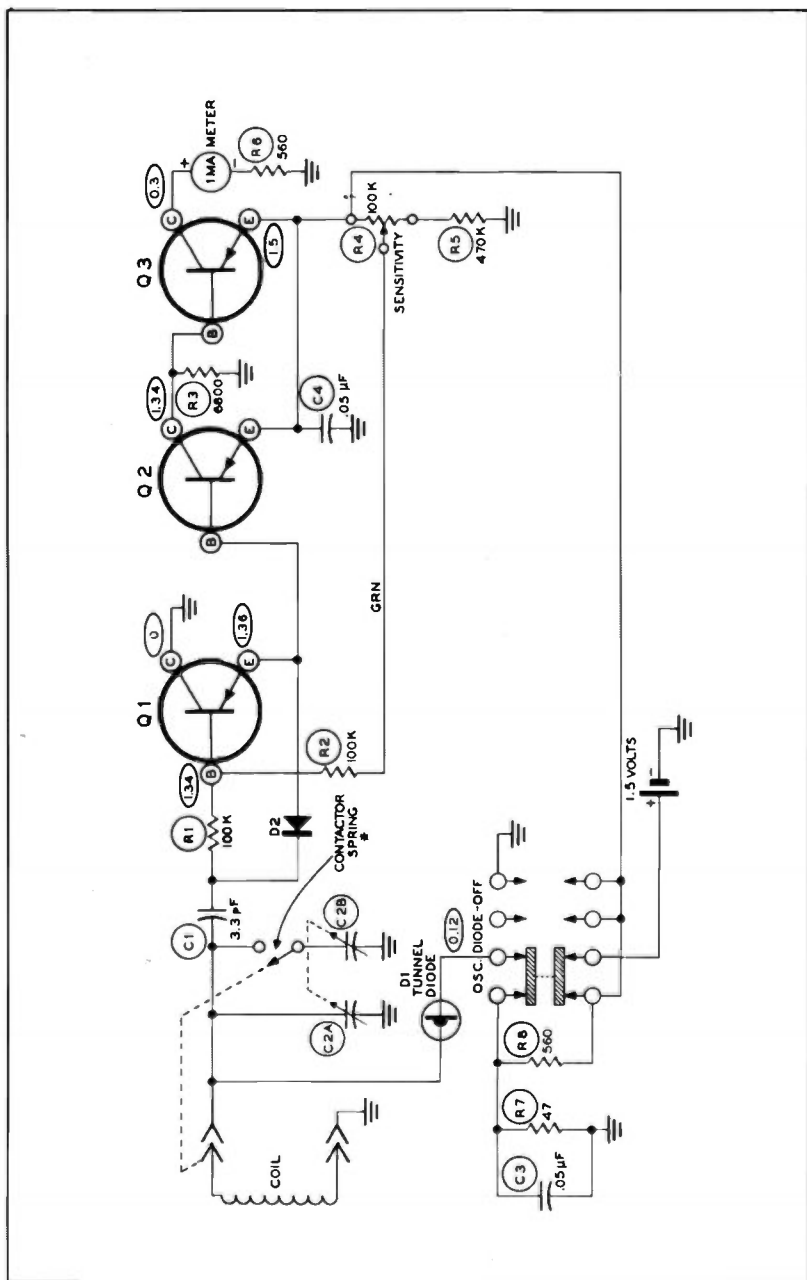 Q1
Q2
Q3
0
1.34
0.3
C
C
C
+
1MA METER
-
R6
560
1.34
B
R1
100K
E
1.36
B
R3
6800
E
B
E
1.5
C1
3.3 pF
D2
R2
100K
C4
.05 µF
R4
100K
SENSITIVITY
R5
470K
CONTACTOR
SPRING
*
GRN
COIL
C2A
C2B
D1
TUNNEL
DIODE
0.12
OSC.
DIODE-OFF
C3
.05µF
R7
47
R8
560
1.5 VOLTS
+
-